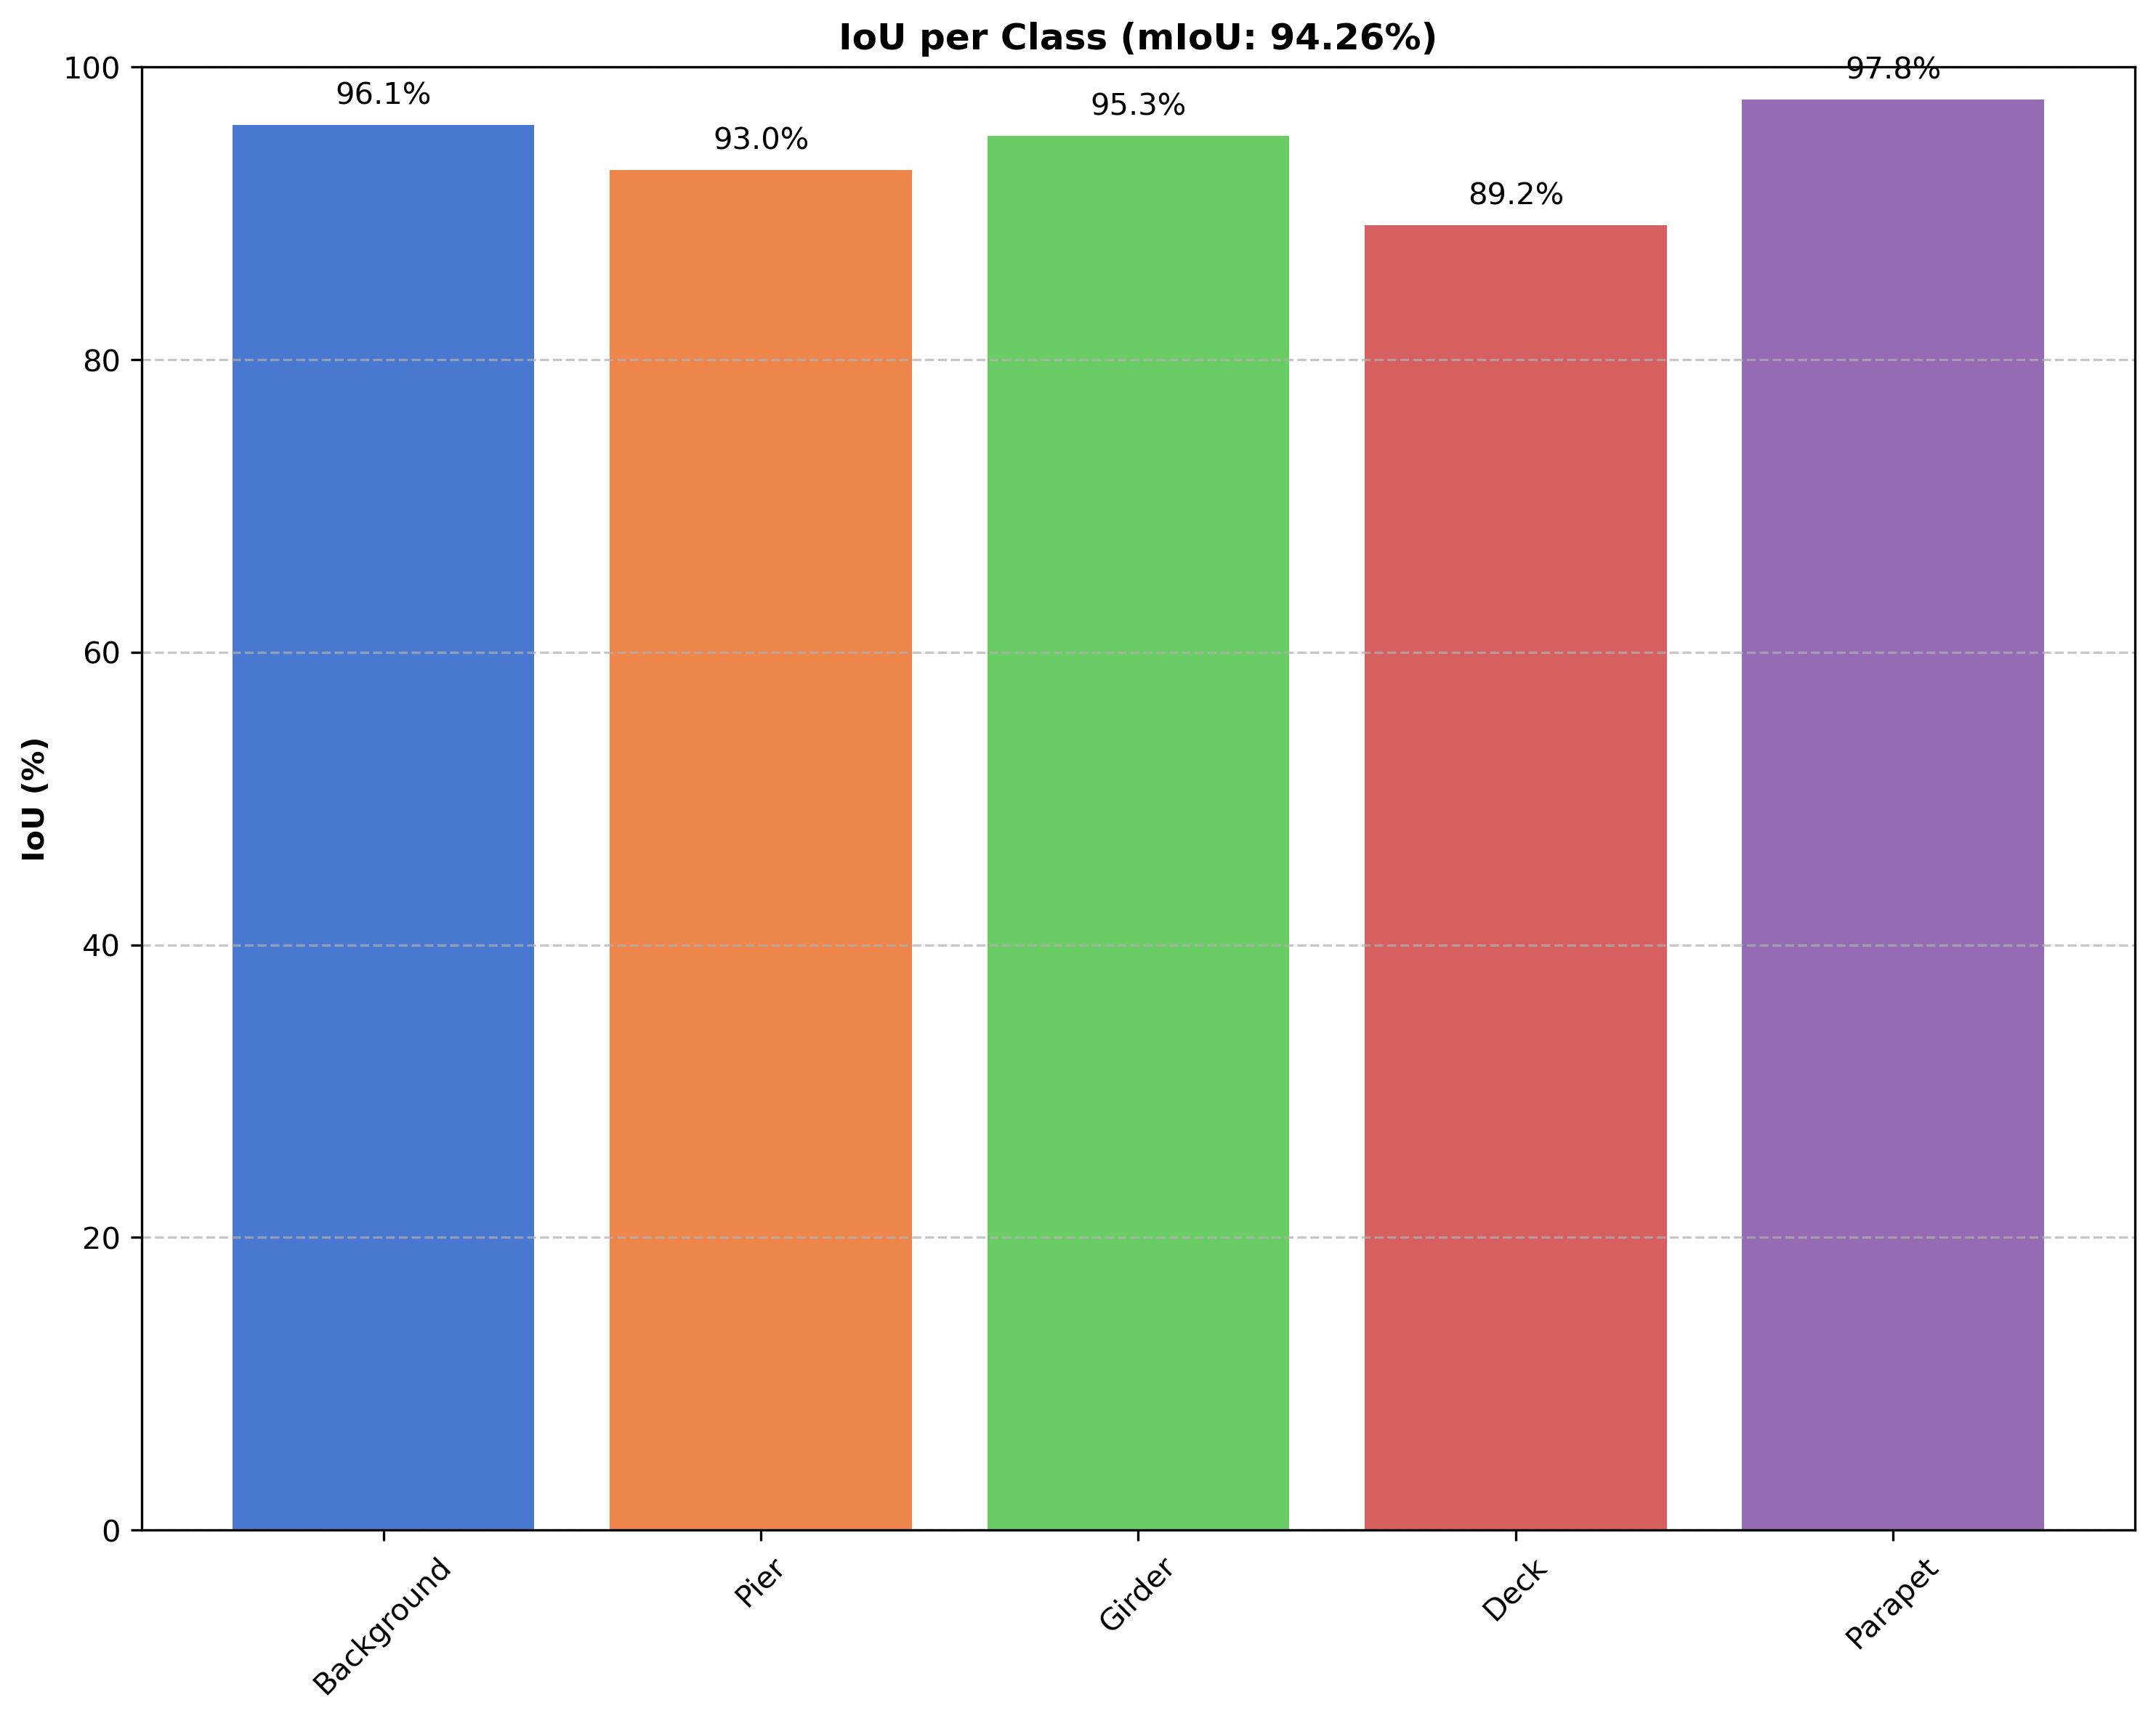 IoU per Class (mIoU: 94.26%)
100
80
60
40
20
0
IoU (%)
96.1%
93.0%
95.3%
89.2%
97.8%
Background
Pier
Girder
Deck
Parapet